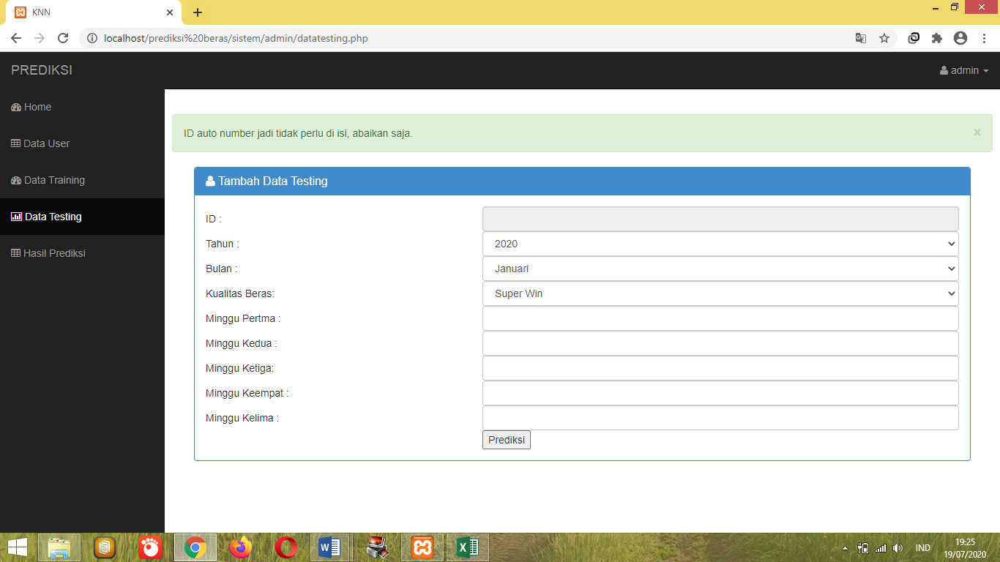 KNN
localhost/prediksi%20beras/sistem/admin/datatesting.php
PREDIKSI
admin
Home
Data User
Data Training
Data Testing
Hasil Prediksi
ID auto number jadi tidak perlu di isi, abaikan saja.
Tambah Data Testing
ID :
Tahun : 2020
Bulan : Januari
Kualitas Beras: Super Win
Minggu Pertma :
Minggu Kedua :
Minggu Ketiga:
Minggu Keempat :
Minggu Kelima :
Prediksi
IND
19:25
19/07/2020